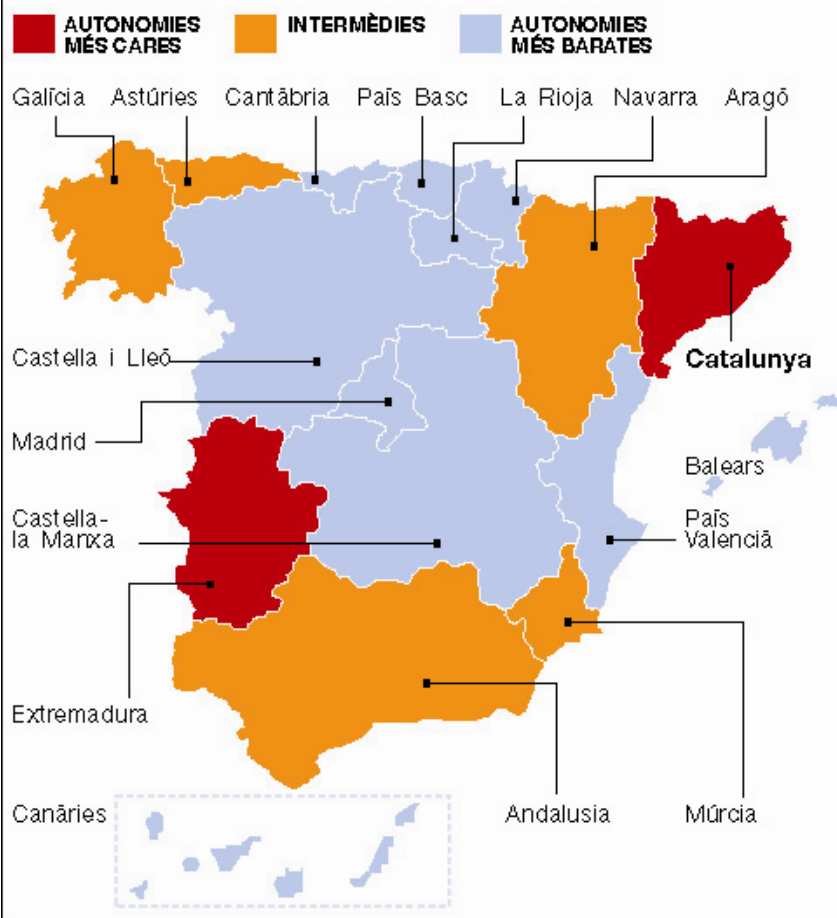 AUTONOMIES
MÉS CARES
INTERMÈDIES
AUTONOMIES
MÉS BARATES
Galícia Astúries Cantàbria País Basc La Rioja Navarra Aragó
Castella i Lleó
Catalunya
Madrid
Balears
Castella-
la Manxa
País
Valencià
Extremadura
Canàries
Andalusia
Múrcia